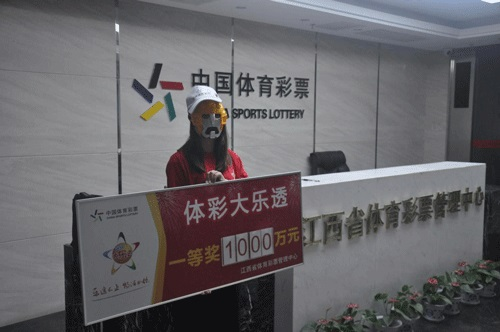 中国体育彩票
SPORTS LOTTERY
中国体育彩票
体彩大乐透
一等奖1000万元
江西省体育彩票管理中心
江西省体育彩票管理中心